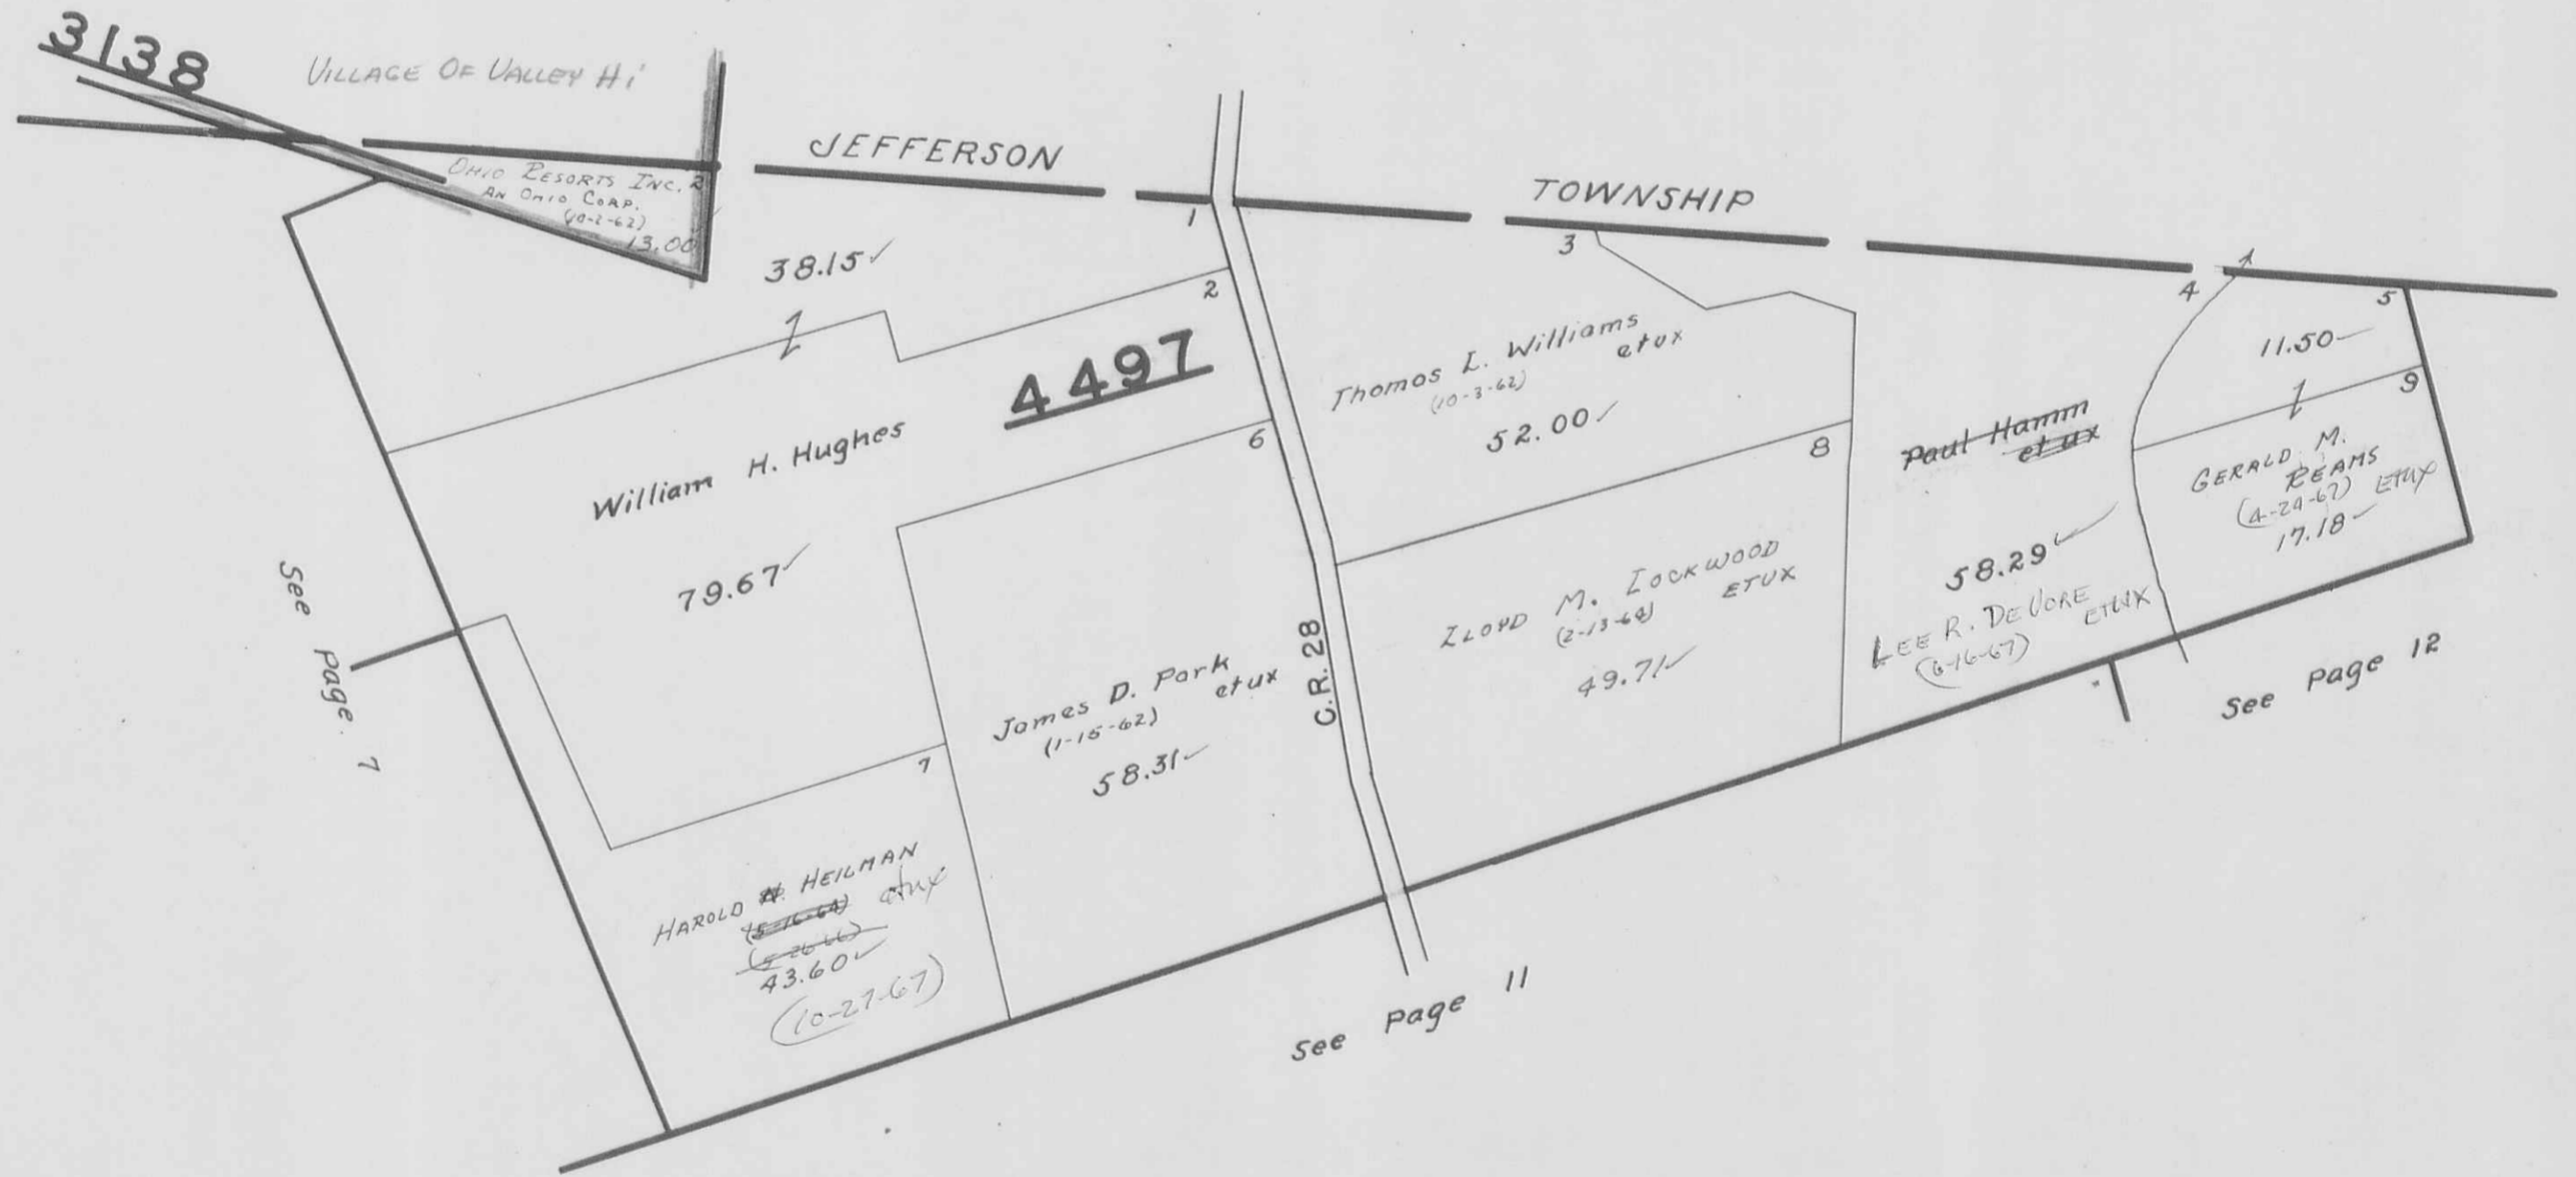 3138
VILLAGE OF VALLEY Hi
JEFFERSON
TOWNSHIP
OHIO RESORTS INC. 2
AN OHIO CORP.
(10-2-62)
13.00
1
38.15
2
3
4
5
11.50
9
4497
William H. Hughes
79.67
6
Thomas L. Williams
etux
(10-3-62)
52.00
8
Paul Hamm
et ux
58.29
LEE R. DEVORE
ETUX
(6-16-67)
GERALD M.
REAMS
(4-24-67) ETUX
17.18
LLOYD M. LOCKWOOD
ETUX
49.71
C.R. 28
James D. Park
etux
(1-15-62)
58.31
7
HAROLD HEILMAN
(5-16-64) etux
43.60
(10-27-67)
See Page 7
See Page 11
See Page 12